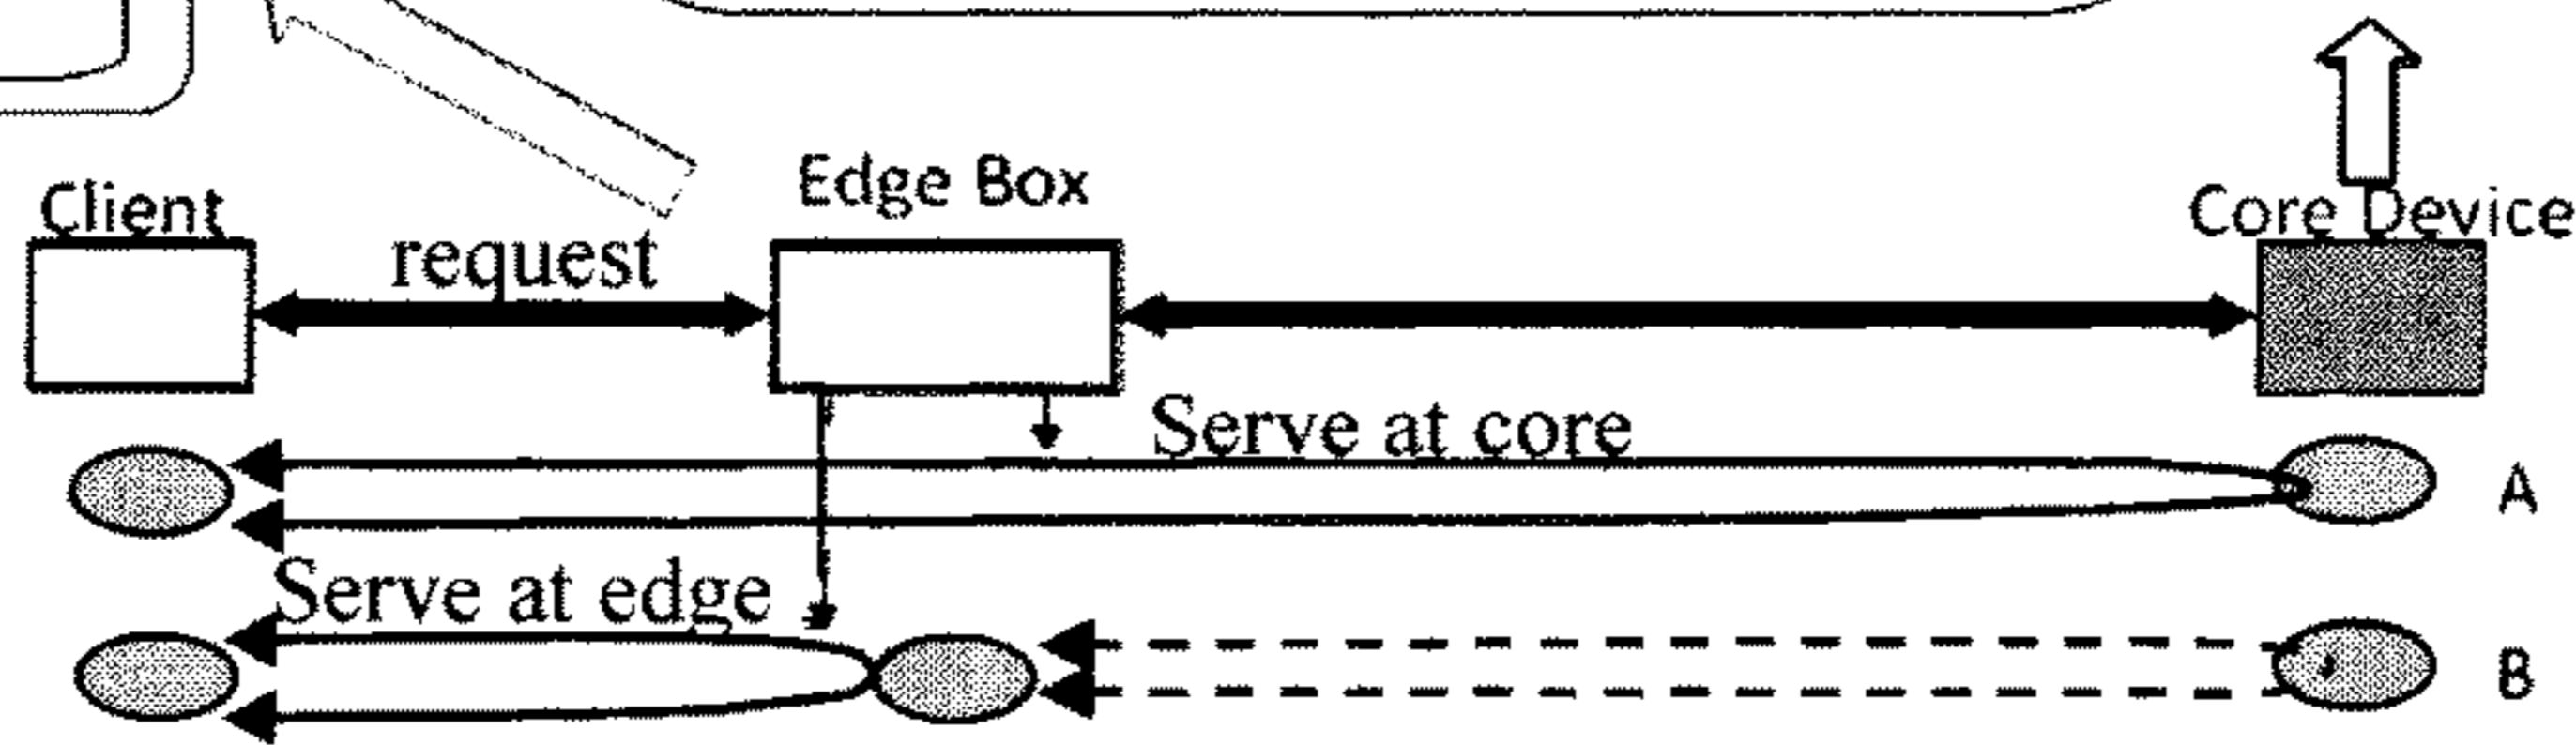 Client
Edge Box
Core Device
request
Serve at core
A
Serve at edge
B